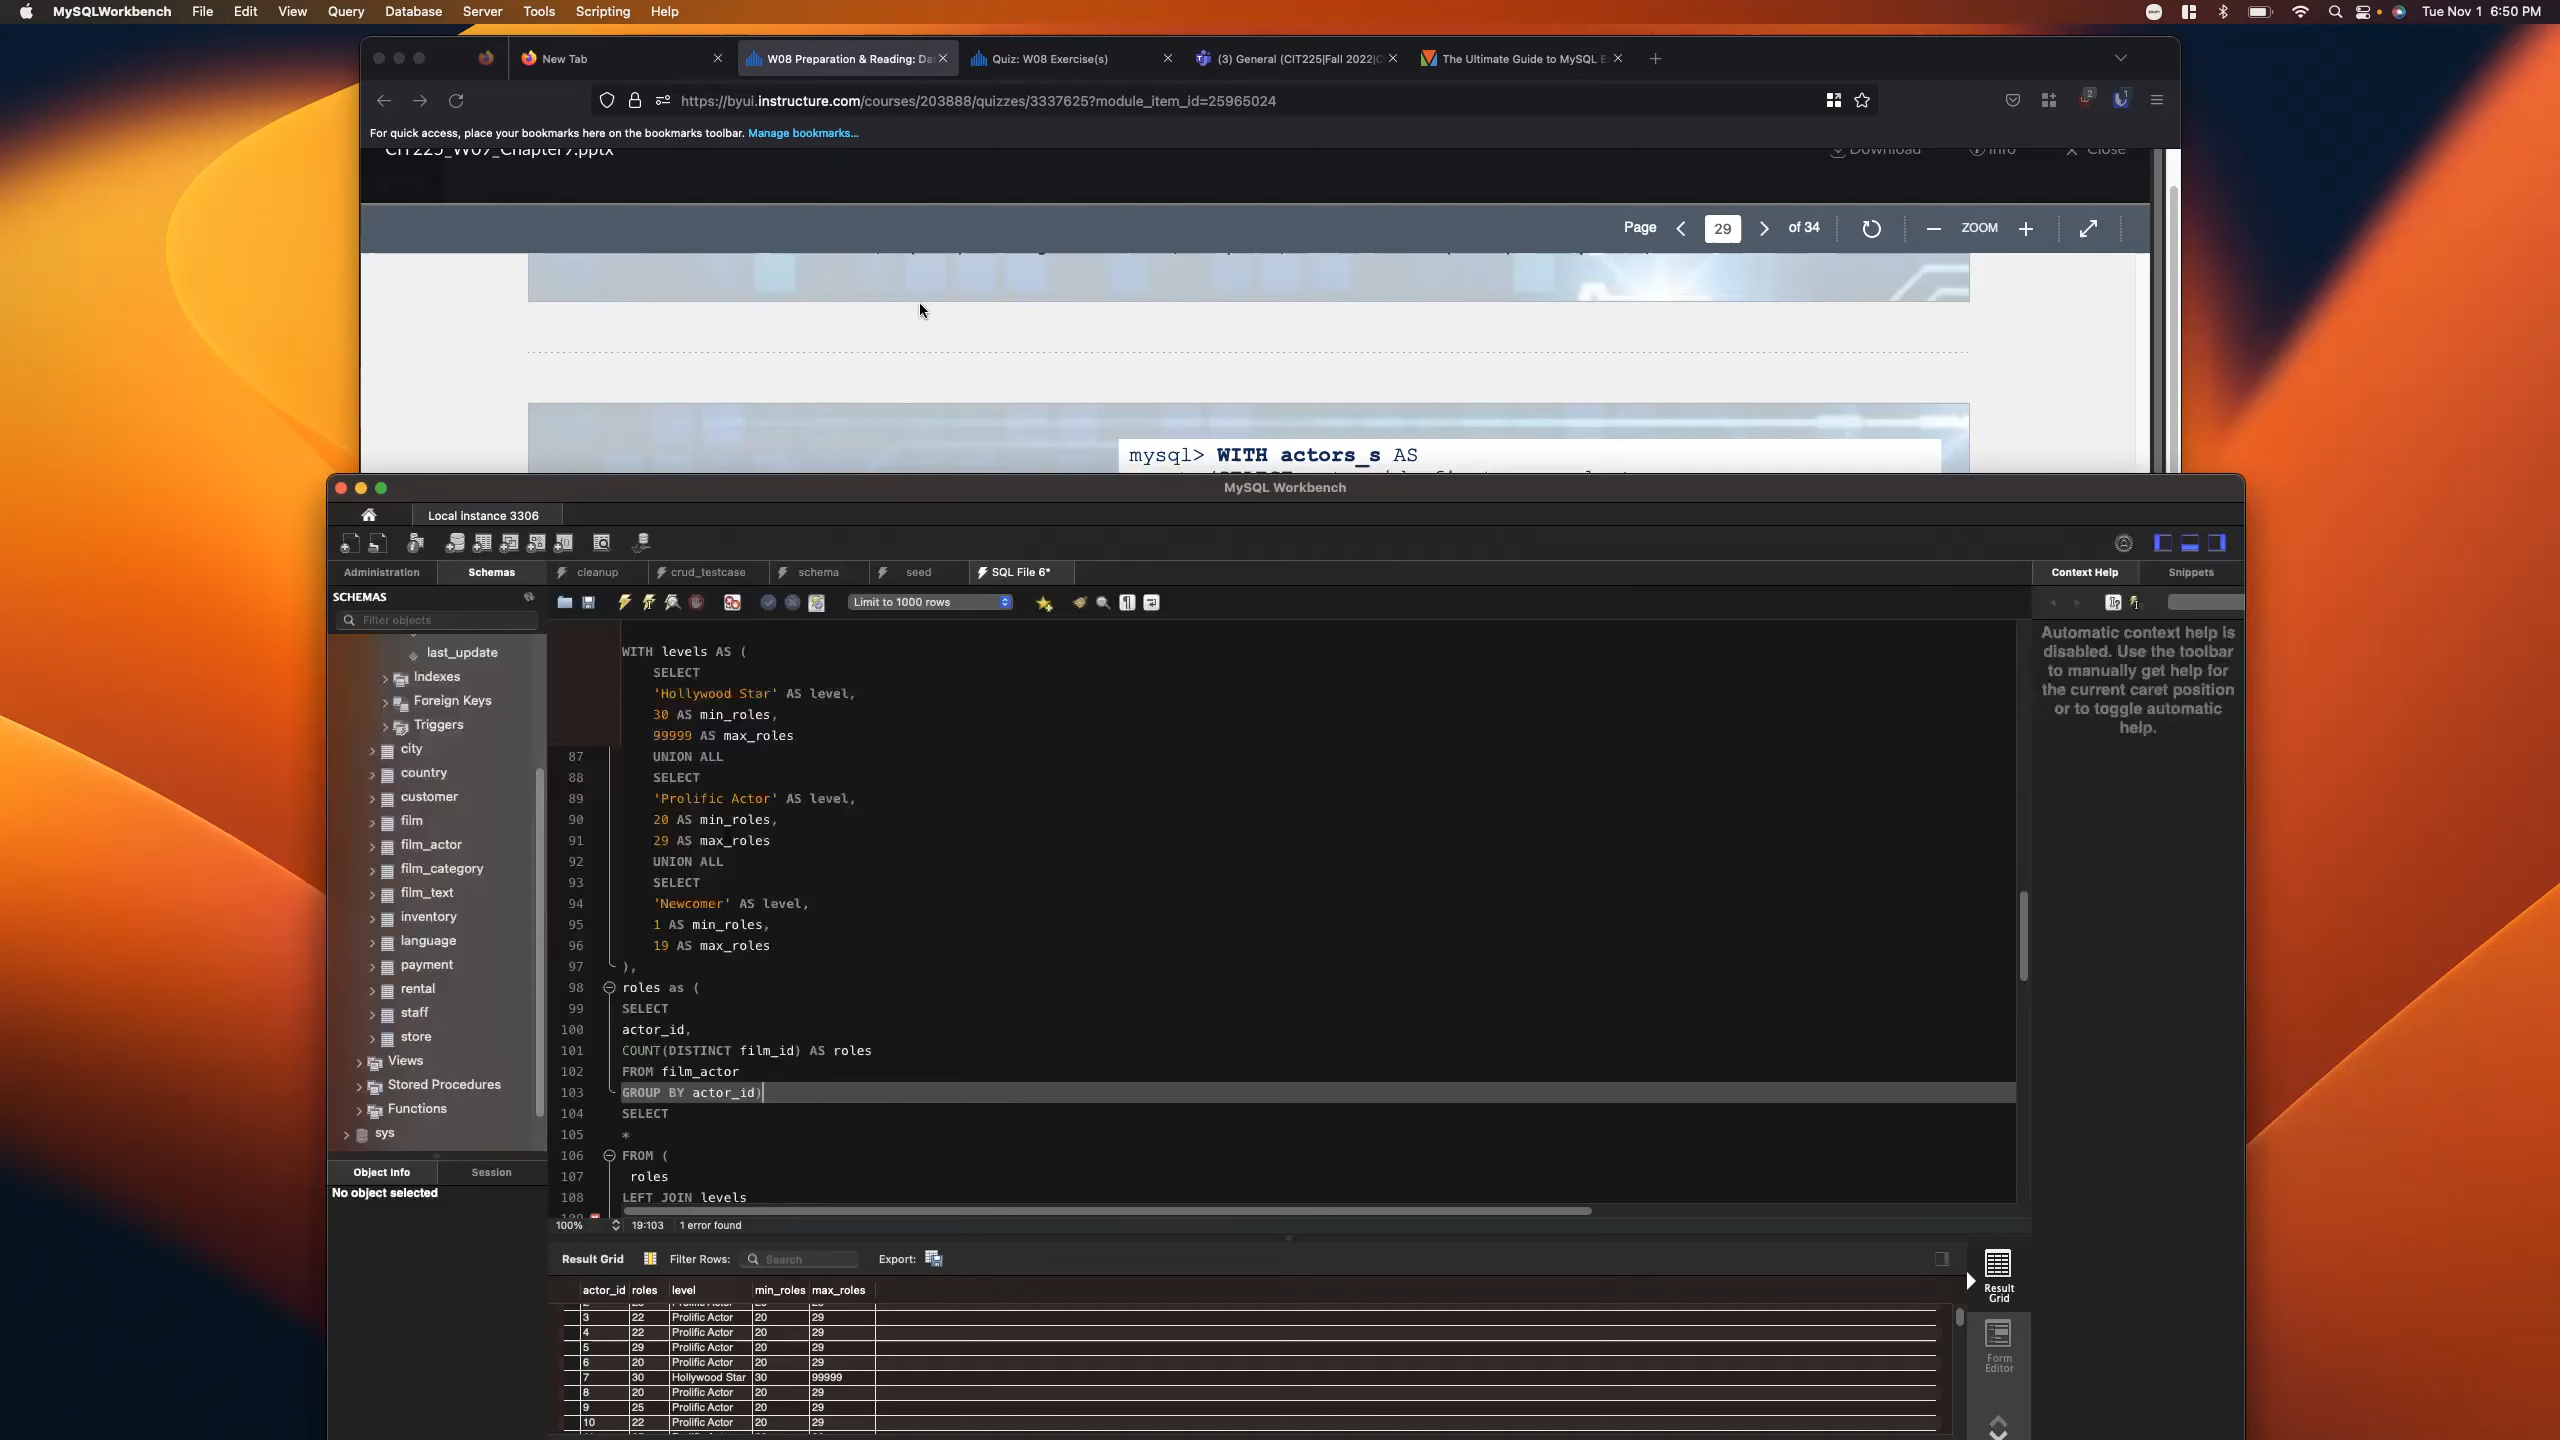 MySQLWorkbench File Edit View Query Database Server Tools Scripting Help
Tue Nov 1 6:50 PM
New Tab
W08 Preparation & Reading: Da
Quiz: W08 Exercise(s)
(3) General (CIT225|Fall 2022|C
The Ultimate Guide to MySQL E
https://byui.instructure.com/courses/203888/quizzes/3337625?module_item_id=25965024
2
1
For quick access, place your bookmarks here on the bookmarks toolbar. Manage bookmarks...
CIT225_W09_Chapter9.pptx
Download
Info
Close
Page 29 of 34
ZOOM
mysql> WITH actors_s AS
MySQL Workbench
Local instance 3306
Administration
Schemas
cleanup
crud_testcase
schema
seed
SQL File 6*
Context Help
Snippets
SCHEMAS
Filter objects
Limit to 1000 rows
last_update
Indexes
Foreign Keys
Triggers
city
country
customer
film
film_actor
film_category
film_text
inventory
language
payment
rental
staff
store
Views
Stored Procedures
Functions
sys
Object Info
Session
No object selected
WITH levels AS (
SELECT
'Hollywood Star' AS level,
30 AS min_roles,
99999 AS max_roles
87 UNION ALL
88 SELECT
89 'Prolific Actor' AS level,
90 20 AS min_roles,
91 29 AS max_roles
92 UNION ALL
93 SELECT
94 'Newcomer' AS level,
95 1 AS min_roles,
96 19 AS max_roles
97 ),
98 roles as (
99 SELECT
100 actor_id,
101 COUNT(DISTINCT film_id) AS roles
102 FROM film_actor
103 GROUP BY actor_id)
104 SELECT
105 *
106 FROM (
107 roles
108 LEFT JOIN levels
100% 19:103 1 error found
Automatic context help is
disabled. Use the toolbar
to manually get help for
the current caret position
or to toggle automatic
help.
Result Grid Filter Rows: Search Export:
actor_id roles level min_roles max_roles
3 22 Prolific Actor 20 29
4 22 Prolific Actor 20 29
5 29 Prolific Actor 20 29
6 20 Prolific Actor 20 29
7 30 Hollywood Star 30 99999
8 20 Prolific Actor 20 29
9 25 Prolific Actor 20 29
10 22 Prolific Actor 20 29
Result
Grid
Form
Editor